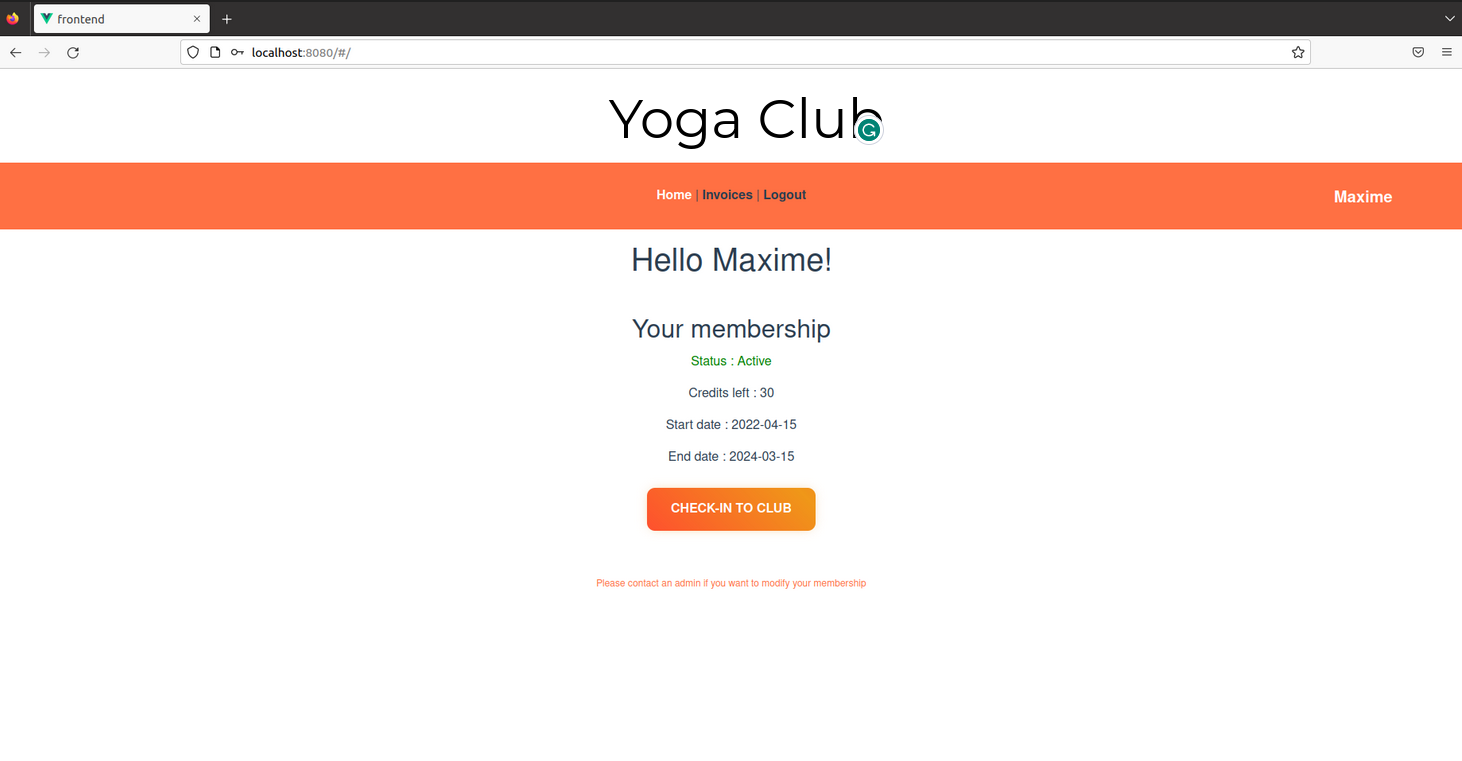 frontend
localhost:8080/#/
Yoga Club
Home | Invoices | Logout
Maxime
Hello Maxime!
Your membership
Status : Active
Credits left : 30
Start date : 2022-04-15
End date : 2024-03-15
CHECK-IN TO CLUB
Please contact an admin if you want to modify your membership